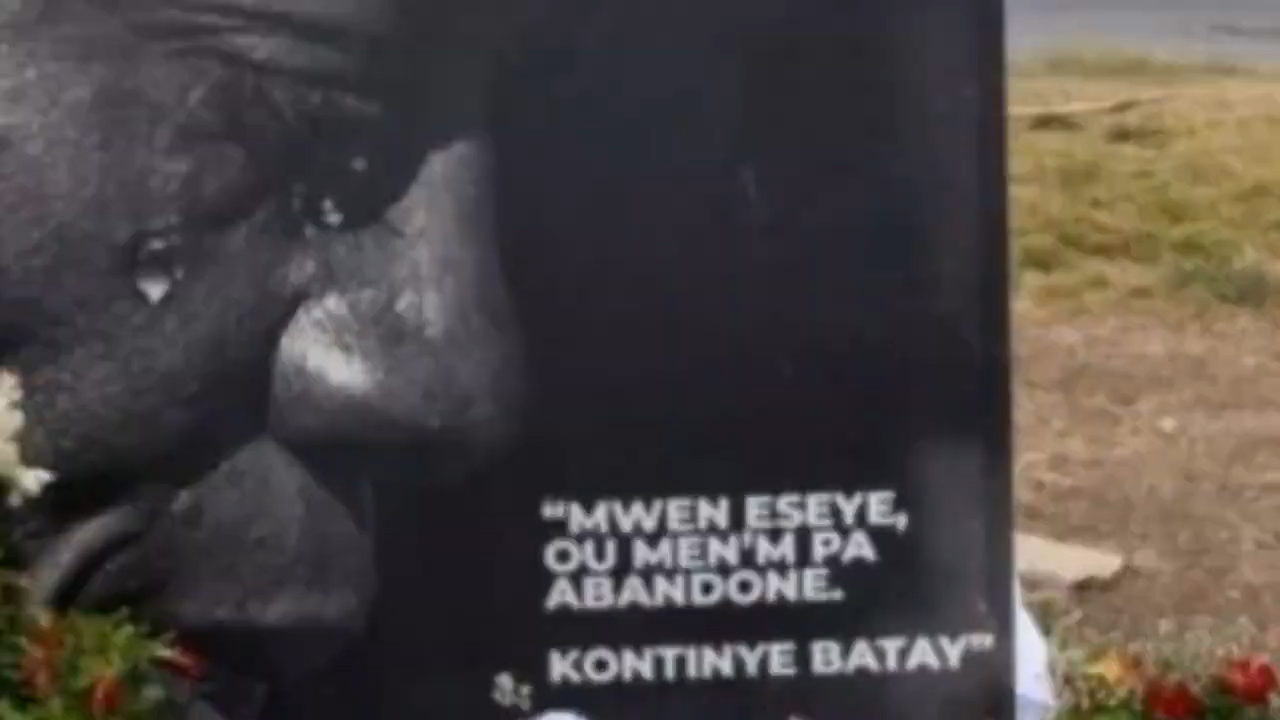 “MWEN ESEYE,
OU MEN'M PA
ABANDONE.
KONTINYE BATAY”